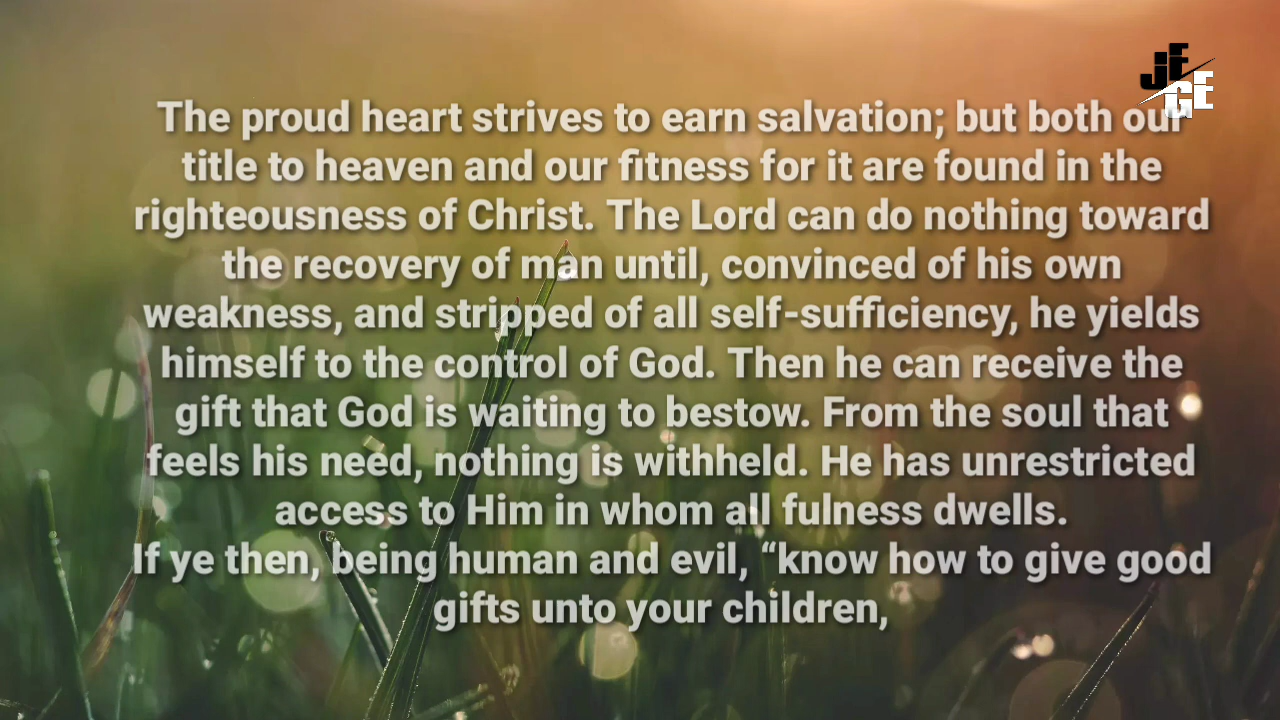 JF
GF
The proud heart strives to earn salvation; but both our
title to heaven and our fitness for it are found in the
righteousness of Christ. The Lord can do nothing toward
the recovery of man until, convinced of his own
weakness, and stripped of all self-sufficiency, he yields
himself to the control of God. Then he can receive the
gift that God is waiting to bestow. From the soul that
feels his need, nothing is withheld. He has unrestricted
access to Him in whom all fulness dwells.
If ye then, being human and evil, “know how to give good
gifts unto your children,